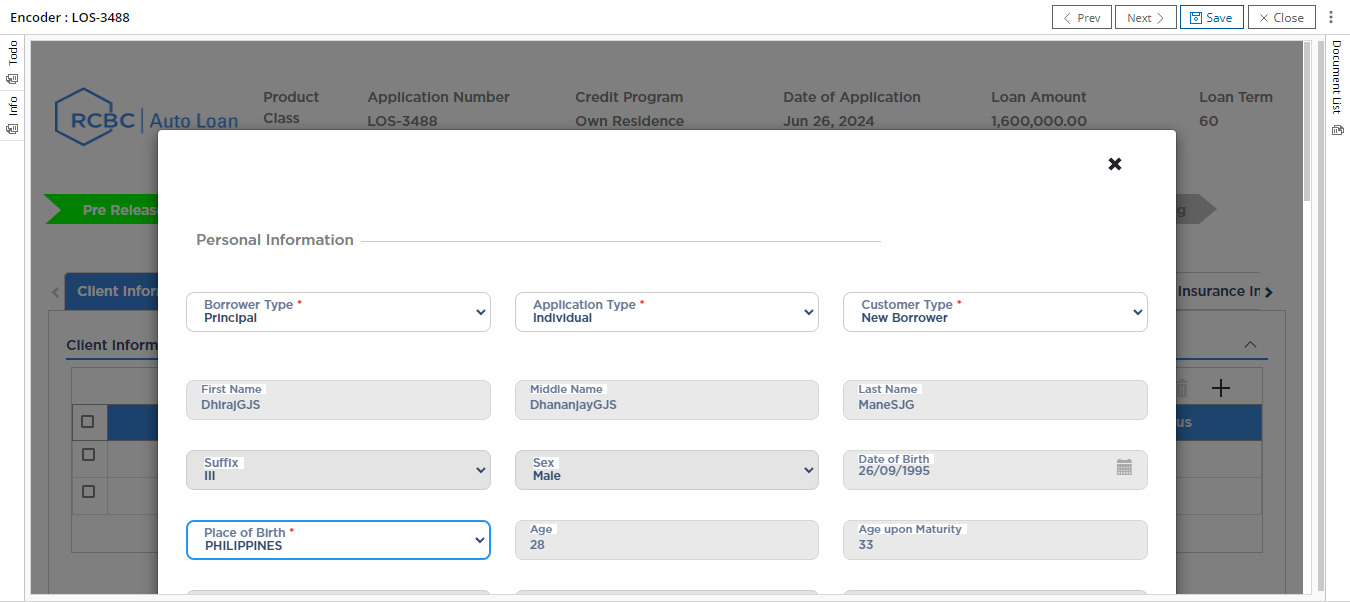 Encoder : LOS-3488
Prev
Next
Save
Close
Todo
Info
Document List
RCBC Auto Loan
Product Class
Application Number
LOS-3488
Credit Program
Own Residence
Date of Application
Jun 26, 2024
Loan Amount
1,600,000.00
Loan Term
60
Pre Releas
g
Personal Information
Client Infor
Insurance In
Borrower Type *
Principal
Application Type *
Individual
Customer Type *
New Borrower
Client Inform
First Name
DhirajGJS
Middle Name
DhananjayGJS
Last Name
ManeSJG
us
Suffix
III
Sex
Male
Date of Birth
26/09/1995
Place of Birth *
PHILIPPINES
Age
28
Age upon Maturity
33